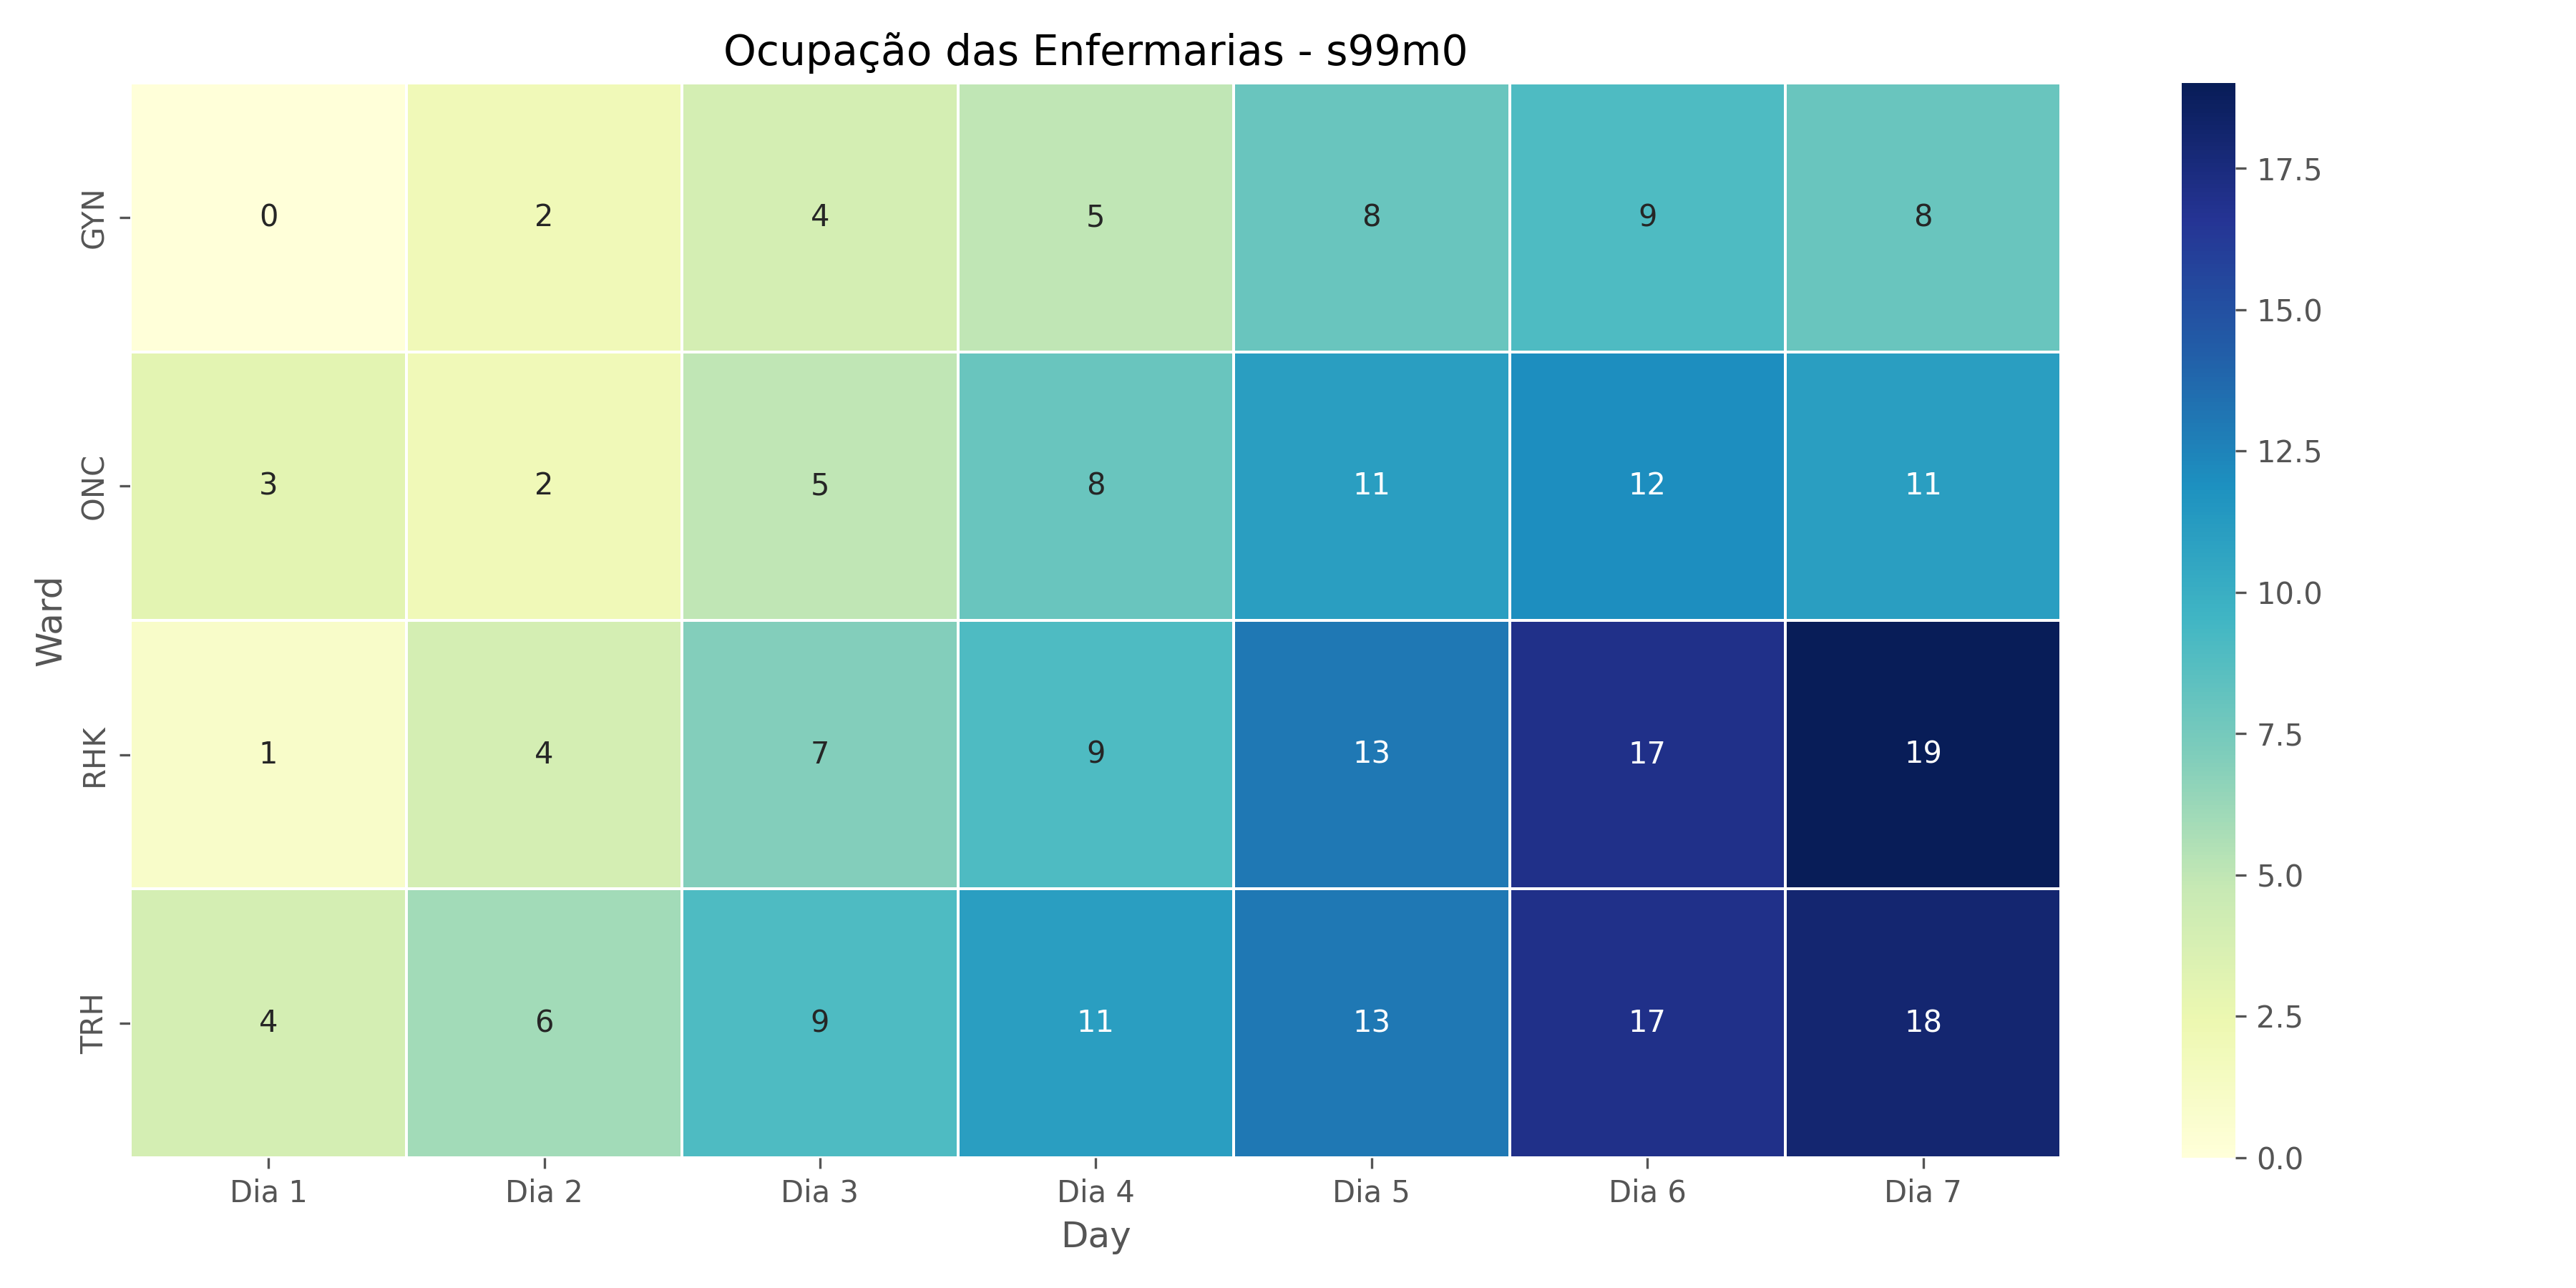 Ocupação das Enfermarias - s99m0
GYN 0 2 4 5 8 9 8
ONC 3 2 5 8 11 12 11
RHK 1 4 7 9 13 17 19
TRH 4 6 9 11 13 17 18
Ward
Dia 1 Dia 2 Dia 3 Dia 4 Dia 5 Dia 6 Dia 7
Day
17.5
15.0
12.5
10.0
7.5
5.0
2.5
0.0